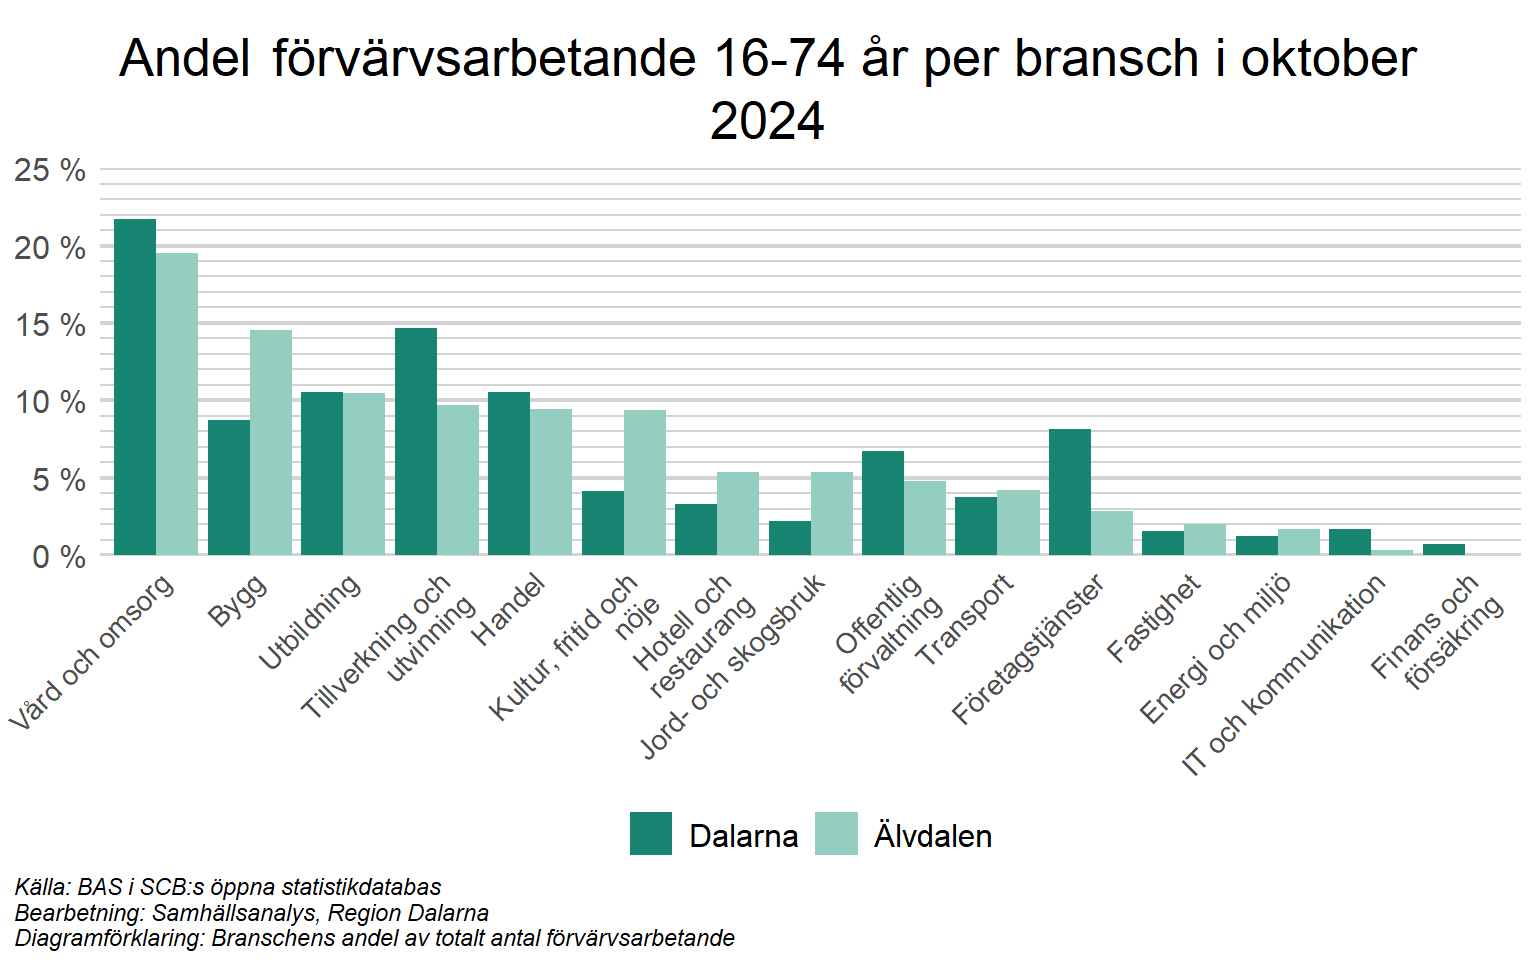 Andel förvärvsarbetande 16-74 år per bransch i oktober
2024
25 %
20 %
15 %
10 %
5 %
0 %
Vård och omsorg
Bygg
Utbildning
Tillverkning och
utvinning
Handel
Kultur, fritid och
nöje
Hotell och
restaurang
Jord- och skogsbruk
Offentlig
förvaltning
Transport
Företagstjänster
Fastighet
Energi och miljö
IT och kommunikation
Finans och
försäkring
Dalarna
Älvdalen
Källa: BAS i SCB:s öppna statistikdatabas
Bearbetning: Samhällsanalys, Region Dalarna
Diagramförklaring: Branschens andel av totalt antal förvärvsarbetande